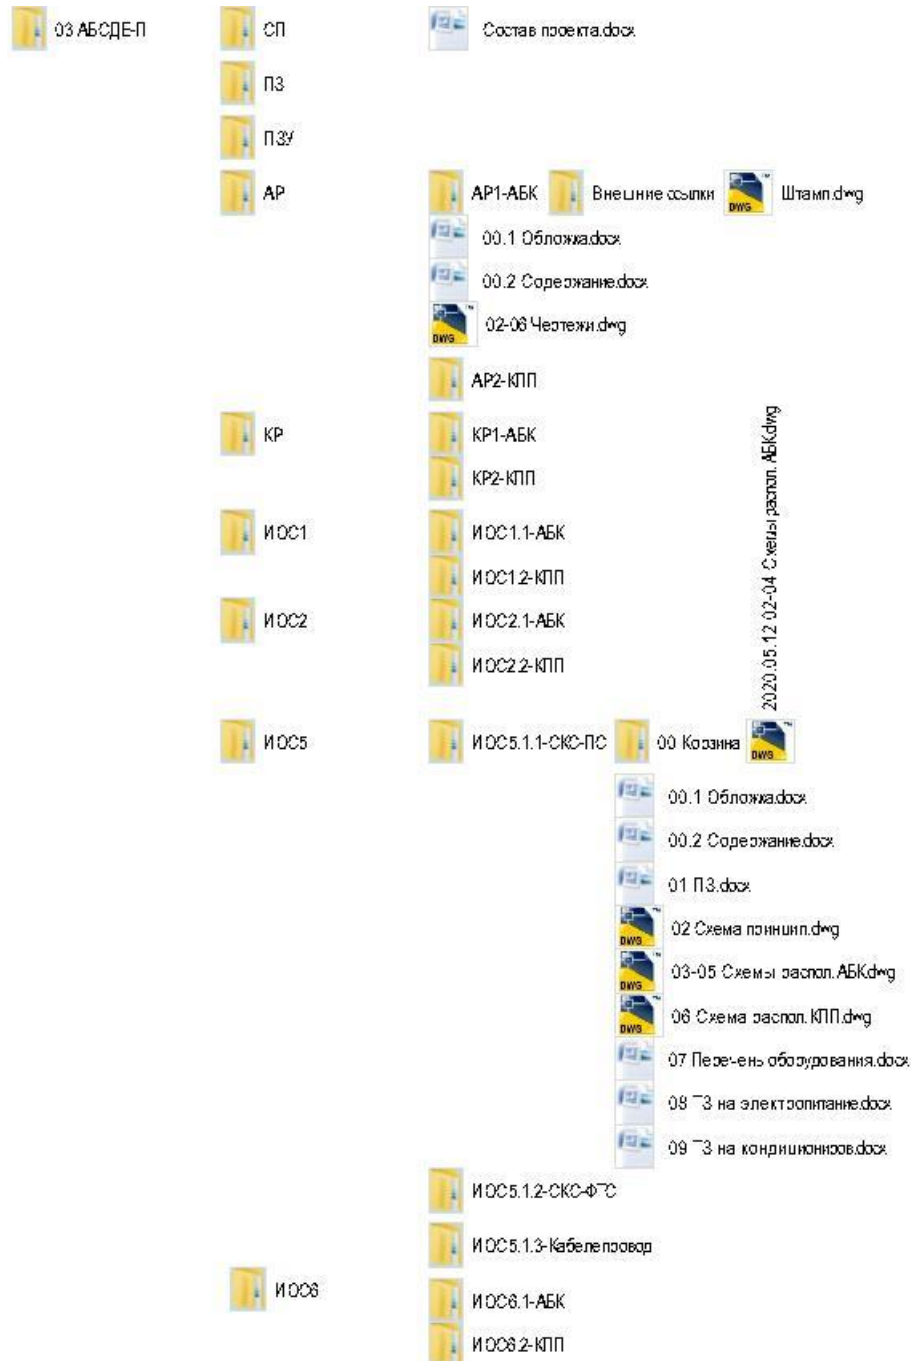 03 АБСДЕ-П СП Состав проекта.docx
ПЗ
ПЗУ
АР АР1-АБК Внешние ссылки Штамп.dwg
00.1 Обложка.docx
00.2 Содержание.docx
02-06 Чертежи.dwg
АР2-КПП
КР КР1-АБК
КР2-КПП
ИОС1 ИОС1.1-АБК
ИОС1.2-КПП
ИОС2 ИОС2.1-АБК
ИОС2.2-КПП
2020.05.12 02-04 Схемы распол. АБК.dwg
ИОС5 ИОС5.1.1-СКС-ПС 00 Корзина
00.1 Обложка.docx
00.2 Содержание.docx
01 ПЗ.docx
02 Схема принцип.dwg
03-05 Схемы распол. АБК.dwg
06 Схема распол. КПП.dwg
07 Перечень оборудования.docx
08 ТЗ на электропитание.docx
09 ТЗ на кондициониров.docx
ИОС5.1.2-СКС-ФТС
ИОС5.1.3-Кабелепровод
ИОС6 ИОС6.1-АБК
ИОС6.2-КПП